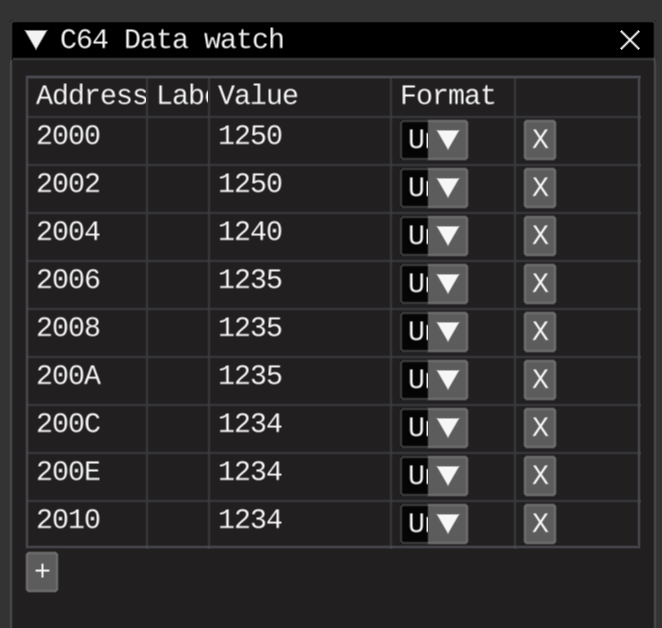 ▼ C64 Data watch X
Address Lab Value Format
2000 1250 U X
2002 1250 U X
2004 1240 U X
2006 1235 U X
2008 1235 U X
200A 1235 U X
200C 1234 U X
200E 1234 U X
2010 1234 U X
+